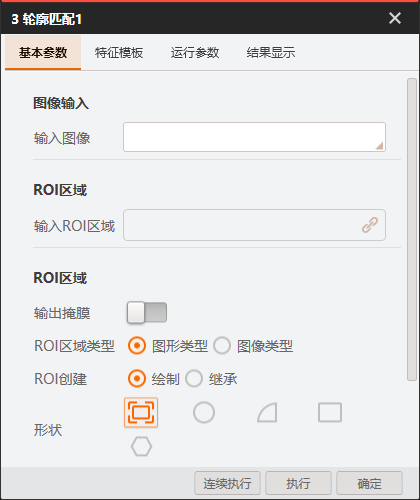 3 轮廓匹配1
基本参数 特征模板 运行参数 结果显示
图像输入
输入图像
ROI区域
输入ROI区域
ROI区域
输出掩膜
ROI区域类型 图形类型 图像类型
ROI创建 绘制 继承
形状
连续执行 执行 确定